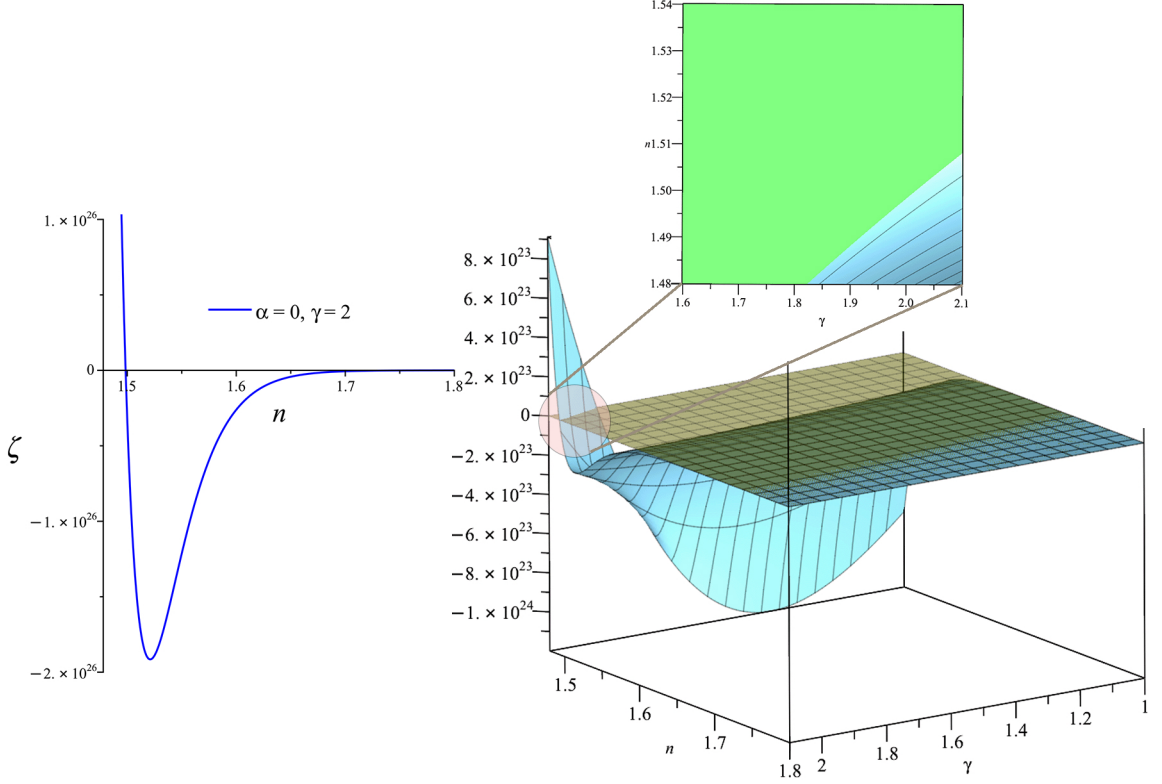 1. × 10^26
0
−1. × 10^26
−2. × 10^26
ζ
1.5
1.6
1.7
1.8
n
α = 0, γ = 2
1.54
1.53
1.52
n 1.51
1.50
1.49
1.48
1.6
1.7
1.8
1.9
2.0
2.1
γ
8. × 10^23
6. × 10^23
4. × 10^23
2. × 10^23
0
−2. × 10^23
−4. × 10^23
−6. × 10^23
−8. × 10^23
−1. × 10^24
1.5
1.6
1.7
1.8
n
2
1.8
1.6
1.4
1.2
1
γ